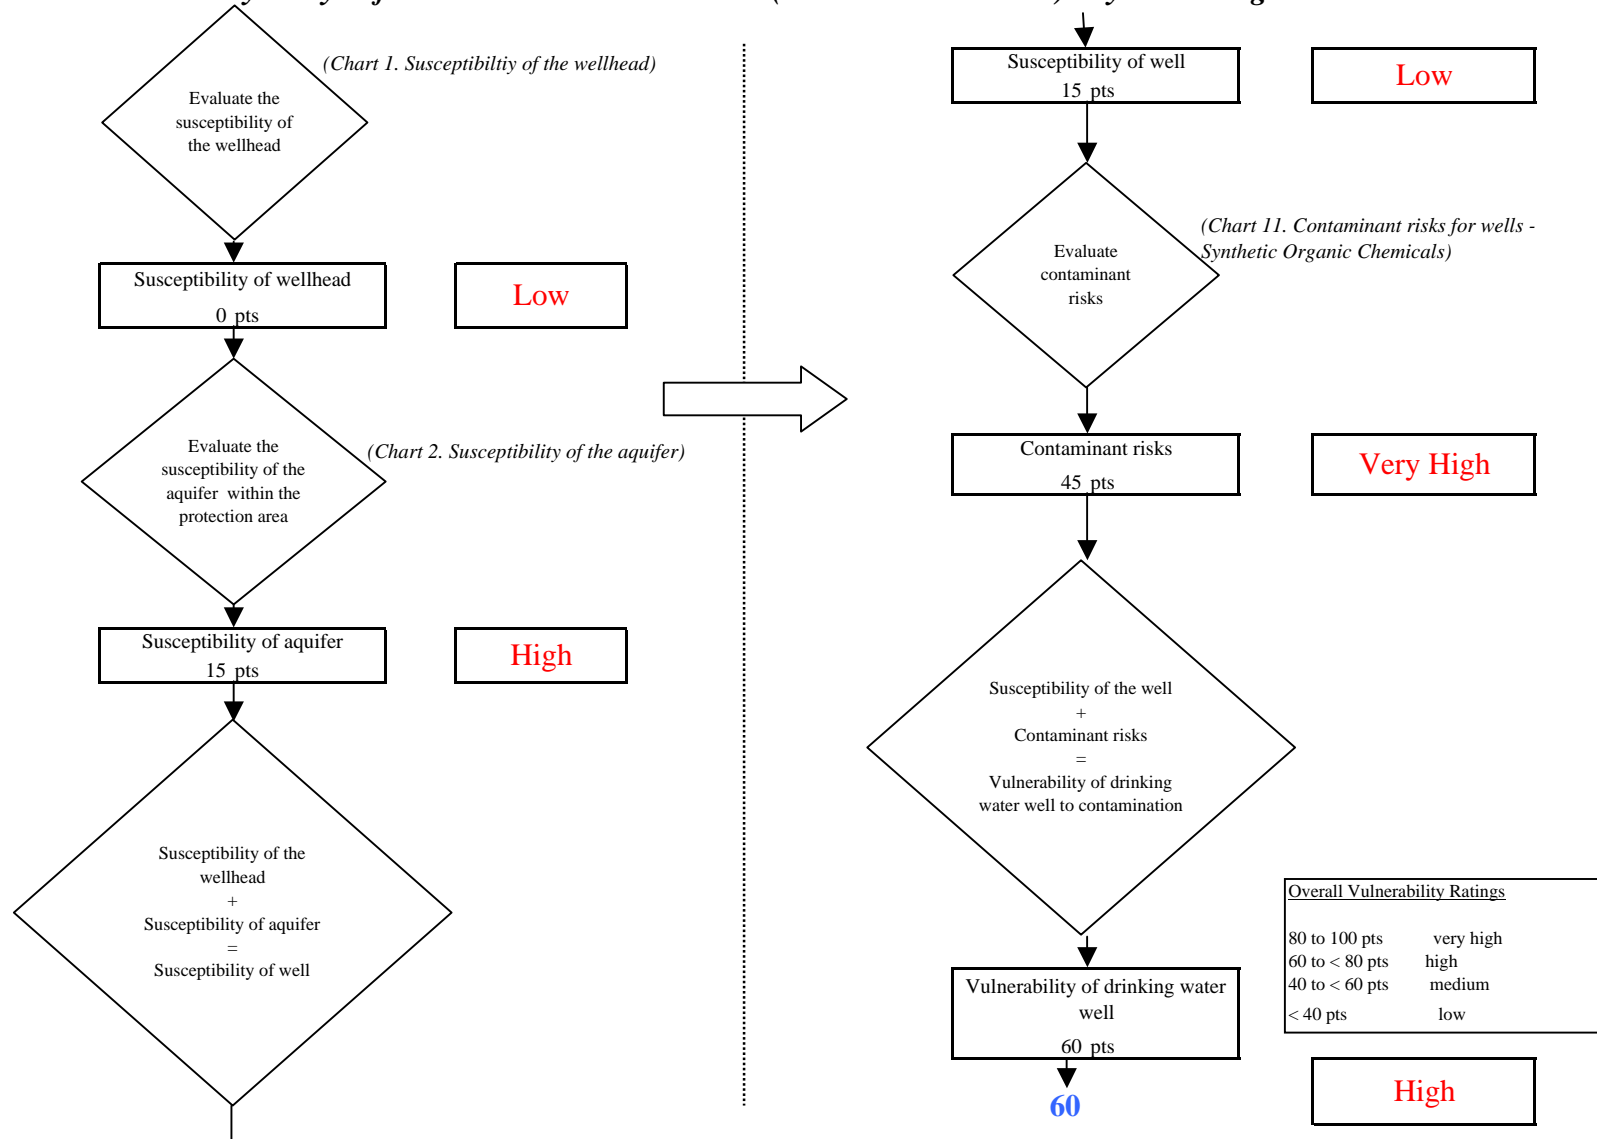 (Chart 1. Susceptibiltiy of the wellhead)
Evaluate the
susceptibility of
the wellhead
Susceptibility of wellhead
0 pts
Low
Evaluate the
susceptibility of the
aquifer within the
protection area
(Chart 2. Susceptibility of the aquifer)
Susceptibility of aquifer
15 pts
High
Susceptibility of the
wellhead
+
Susceptibility of aquifer
=
Susceptibility of well
Susceptibility of well
15 pts
Low
Evaluate
contaminant
risks
(Chart 11. Contaminant risks for wells -
Synthetic Organic Chemicals)
Contaminant risks
45 pts
Very High
Susceptibility of the well
+
Contaminant risks
=
Vulnerability of drinking
water well to contamination
Vulnerability of drinking water
well
60 pts
60
Overall Vulnerability Ratings
80 to 100 pts very high
60 to < 80 pts high
40 to < 60 pts medium
< 40 pts low
High